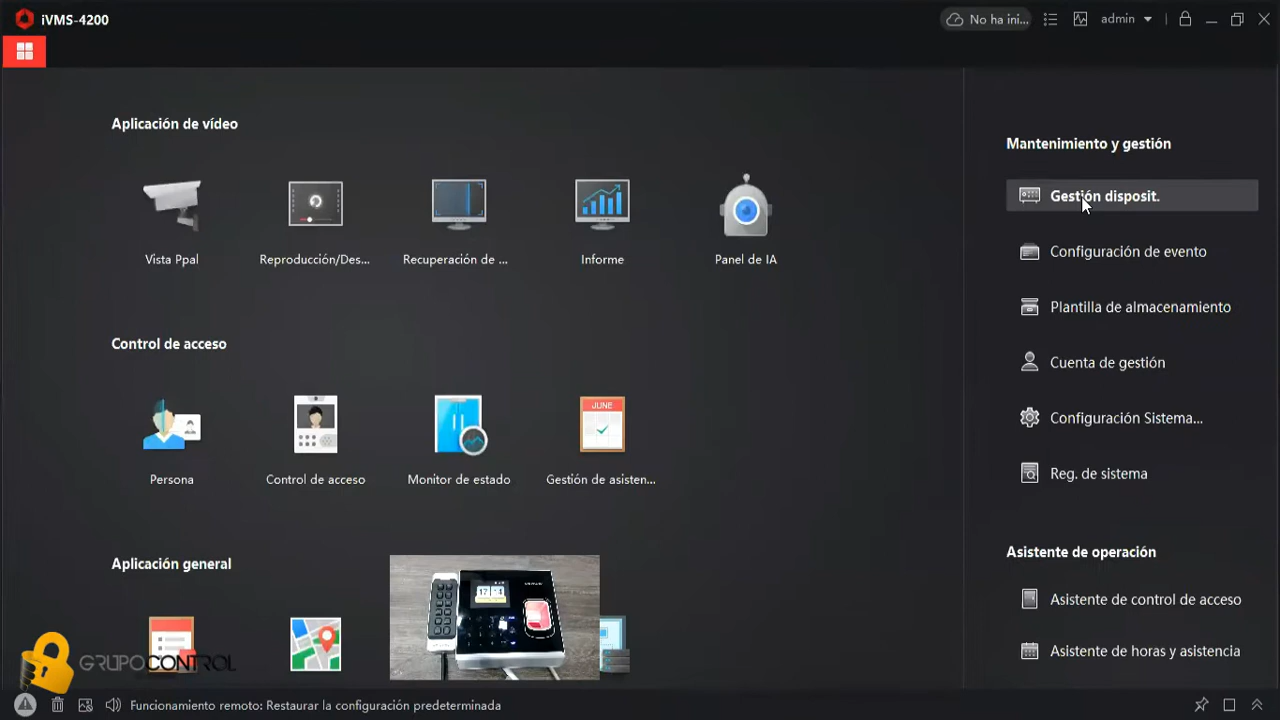 iVMS-4200
No ha ini...
admin
Aplicación de vídeo
Vista Ppal
Reproducción/Des...
Recuperación de ...
Informe
Panel de IA
Control de acceso
Persona
Control de acceso
Monitor de estado
JUNE
Gestión de asisten...
Aplicación general
GRUPOCONTROL
Mantenimiento y gestión
Gestión disposit.
Configuración de evento
Plantilla de almacenamiento
Cuenta de gestión
Configuración Sistema...
Reg. de sistema
Asistente de operación
Asistente de control de acceso
Asistente de horas y asistencia
Funcionamiento remoto: Restaurar la configuración predeterminada